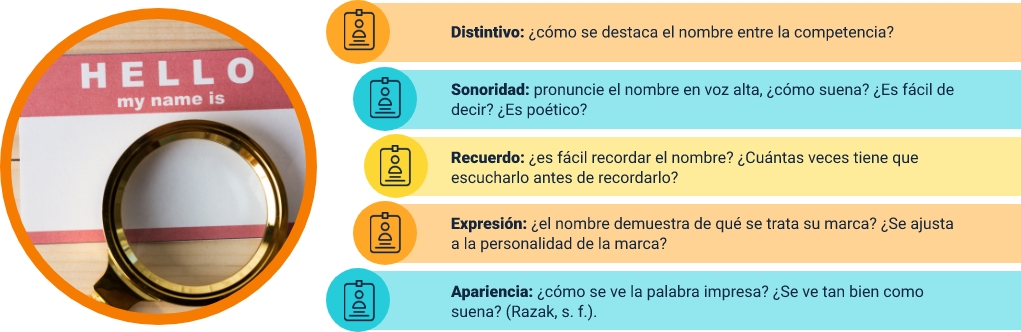 HELLO
my name is
Distintivo: ¿cómo se destaca el nombre entre la competencia?
Sonoridad: pronuncie el nombre en voz alta, ¿cómo suena? ¿Es fácil de
decir? ¿Es poético?
Recuerdo: ¿es fácil recordar el nombre? ¿Cuántas veces tiene que
escucharlo antes de recordarlo?
Expresión: ¿el nombre demuestra de qué se trata su marca? ¿Se ajusta
a la personalidad de la marca?
Apariencia: ¿cómo se ve la palabra impresa? ¿Se ve tan bien como
suena? (Razak, s. f.).